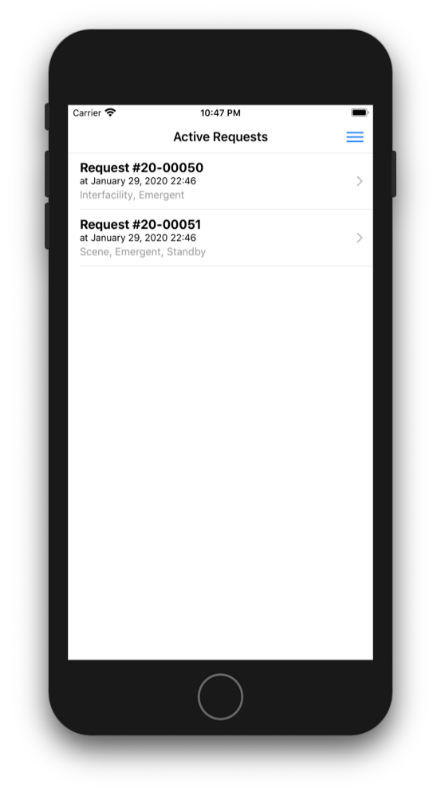 Carrier 10:47 PM
Active Requests
Request #20-00050
at January 29, 2020 22:46
Interfacility, Emergent
Request #20-00051
at January 29, 2020 22:46
Scene, Emergent, Standby